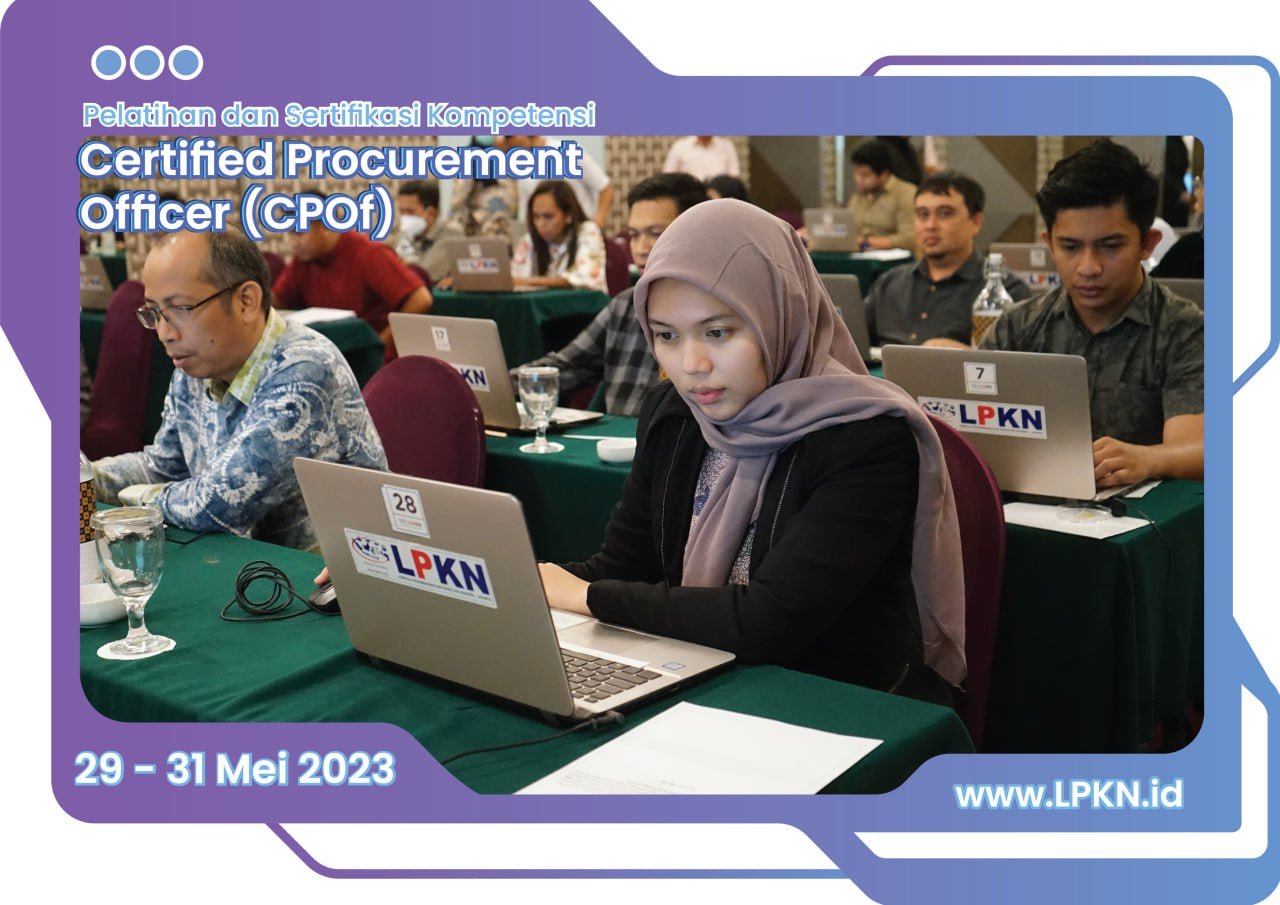 Pelatihan dan Sertifikasi Kompetensi
Certified Procurement
Officer (CPOf)
LPKN
17
LPKN
7
LPKN
LPKN
28
LPKN
29 - 31 Mei 2023
www.LPKN.id